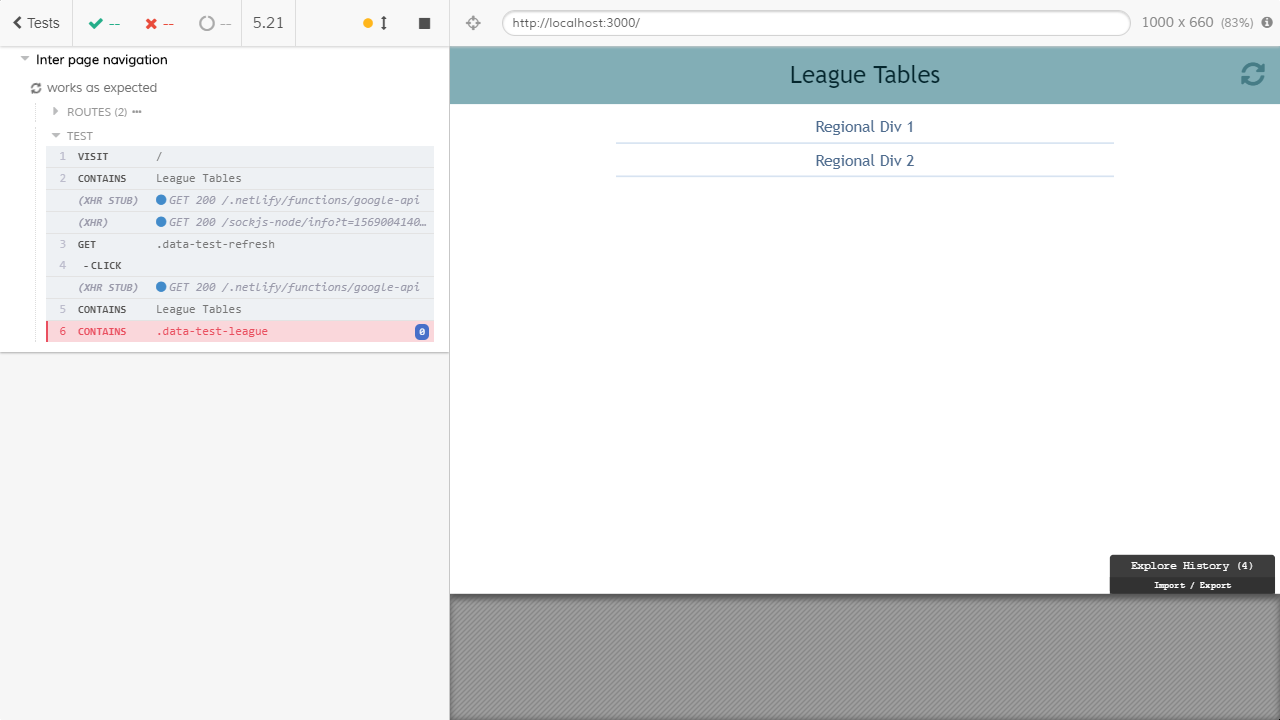 Tests
--
--
--
5.21
http://localhost:3000/
1000 x 660 (83%)
Inter page navigation
works as expected
ROUTES (2)
TEST
1 VISIT /
2 CONTAINS League Tables
(XHR STUB) GET 200 /.netlify/functions/google-api
(XHR) GET 200 /sockjs-node/info?t=1569004140…
3 GET .data-test-refresh
4 -CLICK
(XHR STUB) GET 200 /.netlify/functions/google-api
5 CONTAINS League Tables
6 CONTAINS .data-test-league 0
League Tables
Regional Div 1
Regional Div 2
Explore History (4)
Import / Export